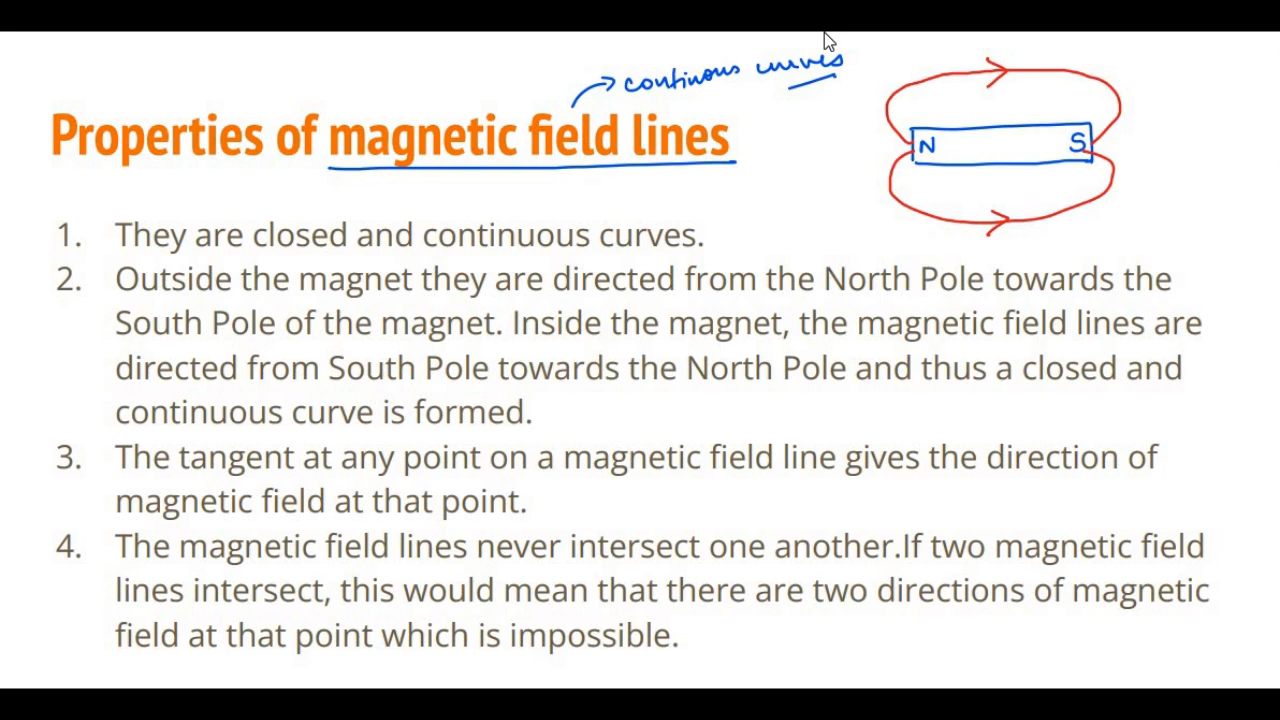 continuous curves
Properties of magnetic field lines
N S
1. They are closed and continuous curves.
2. Outside the magnet they are directed from the North Pole towards the
South Pole of the magnet. Inside the magnet, the magnetic field lines are
directed from South Pole towards the North Pole and thus a closed and
continuous curve is formed.
3. The tangent at any point on a magnetic field line gives the direction of
magnetic field at that point.
4. The magnetic field lines never intersect one another.If two magnetic field
lines intersect, this would mean that there are two directions of magnetic
field at that point which is impossible.